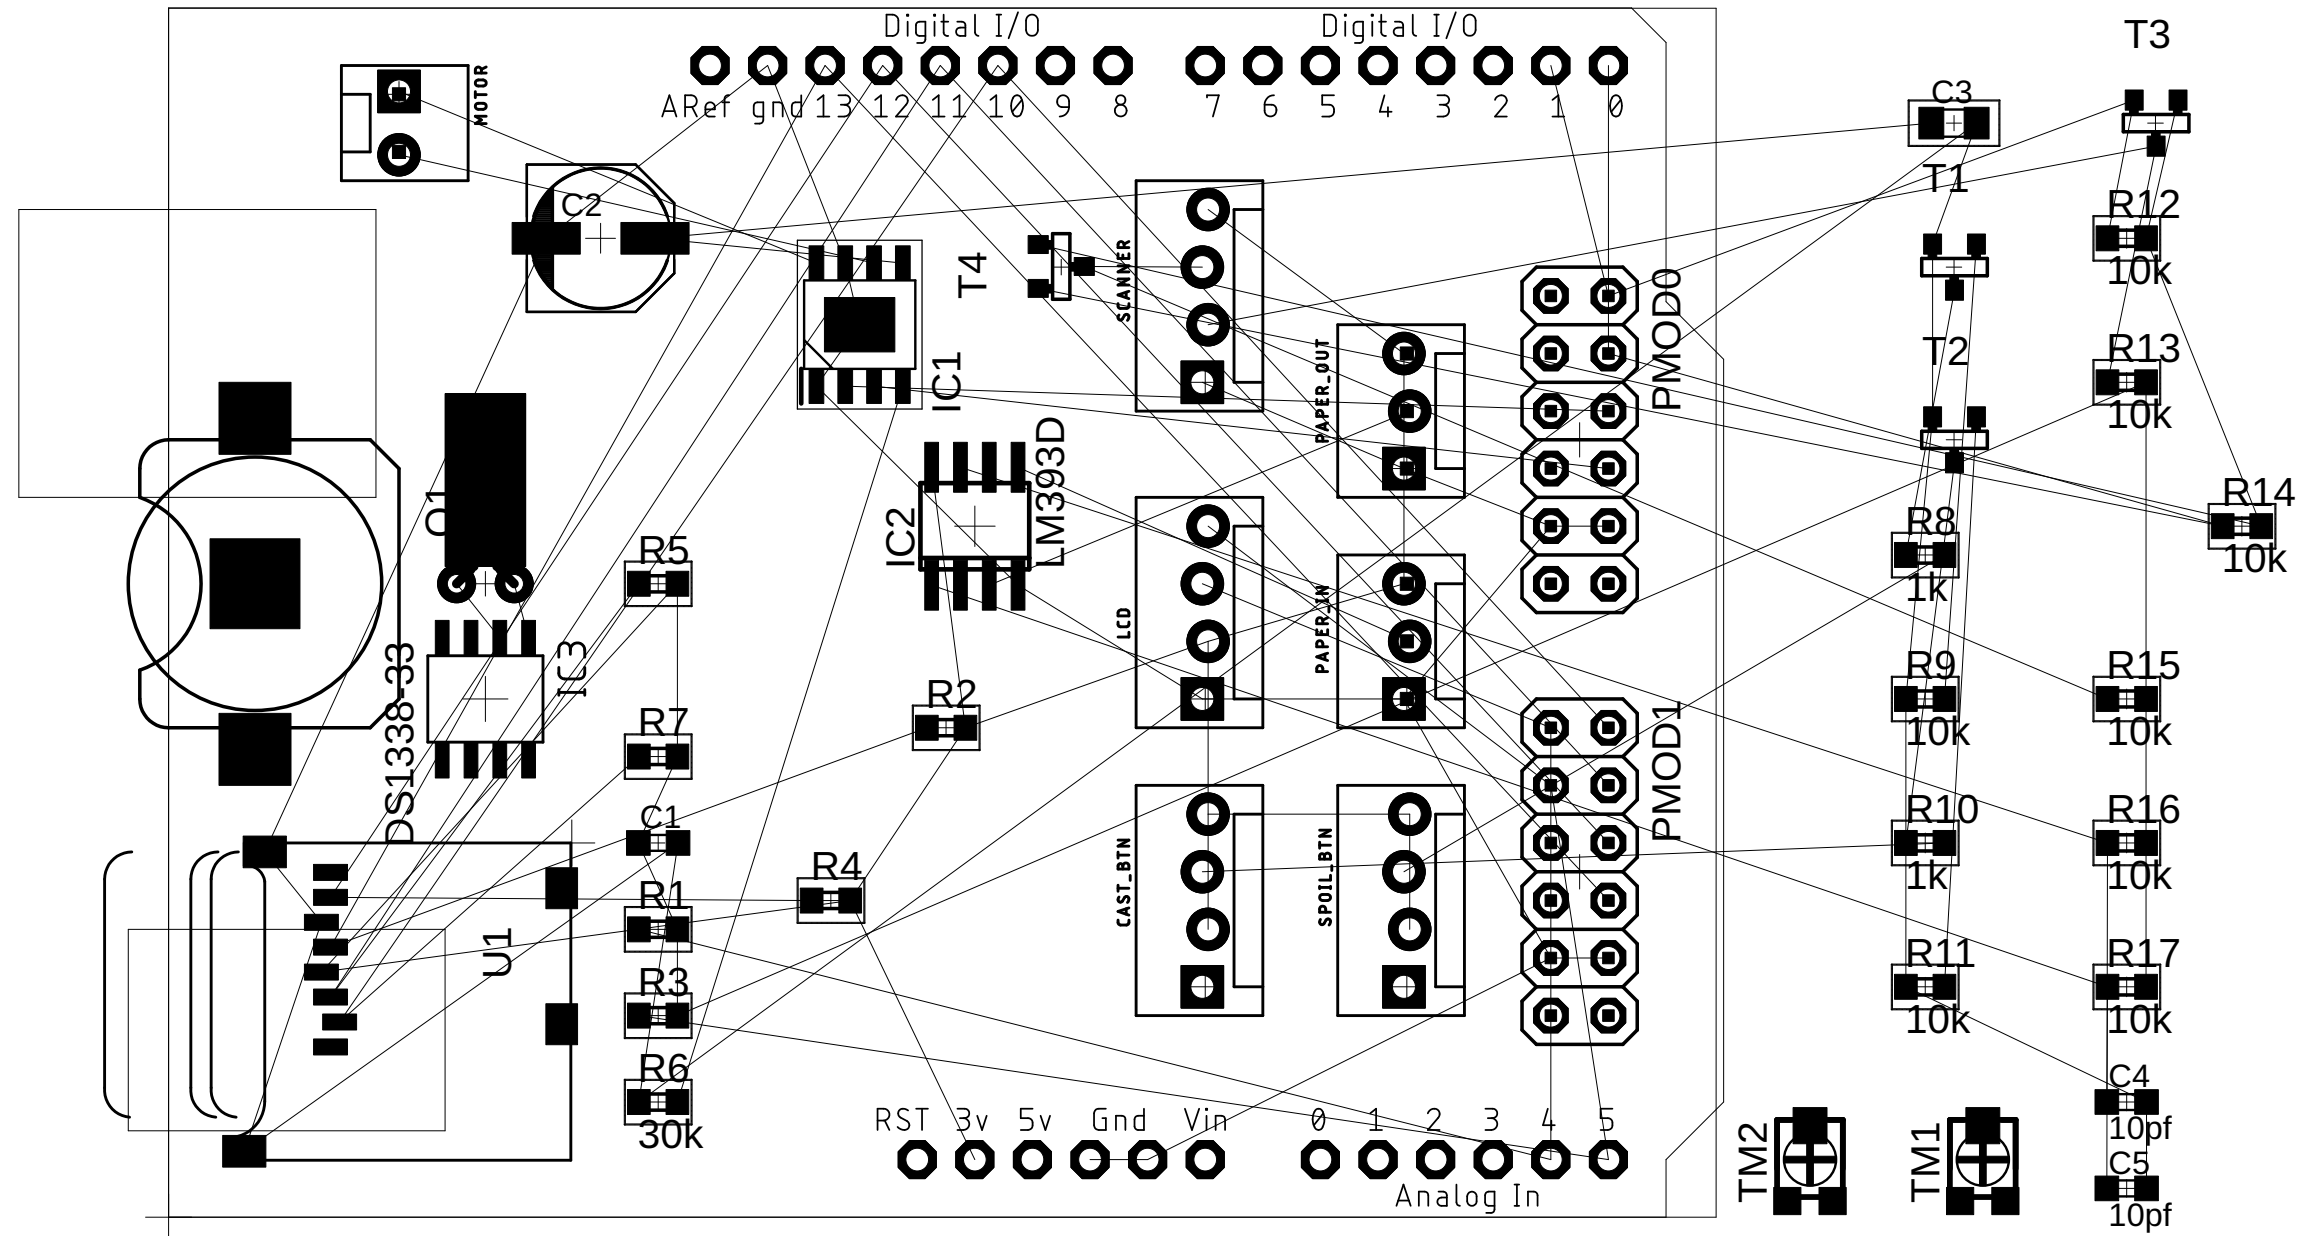 Digital I/O
Digital I/O
T3
MOTOR
ARef gnd 13 12 11 10 9 8
7 6 5 4 3 2 1 0
C3
T1
C2
R12
10k
T4
SCANNER
PMOD0
IC1
PAPER_OUT
T2
R13
10k
Q1
IC2
LM393D
R14
10k
R8
1k
R5
LCD
PAPER_IN
DS1338-33
IC3
R2
R9
10k
R15
10k
R7
PMOD1
C1
R4
R10
1k
R16
10k
CAST_BTN
SPOIL_BTN
R1
U1
R11
10k
R17
10k
R3
R6
30k
C4
10pf
RST 3v 5v Gnd Vin
0 1 2 3 4 5
TM2
TM1
C5
10pf
Analog In